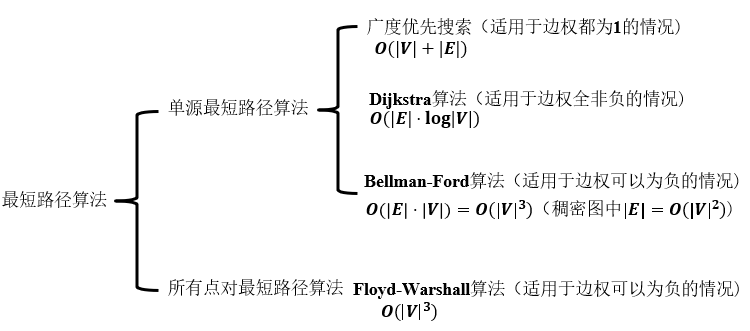 最短路径算法
单源最短路径算法
广度优先搜索（适用于边权都为1的情况）
O(|V| + |E|)
Dijkstra算法（适用于边权全非负的情况）
O(|E| · log|V|)
Bellman-Ford算法（适用于边权可以为负的情况）
O(|E| · |V|) = O(|V|³)（稠密图中|E| = O(|V|²)）
所有点对最短路径算法 Floyd-Warshall算法（适用于边权可以为负的情况）
O(|V|³)